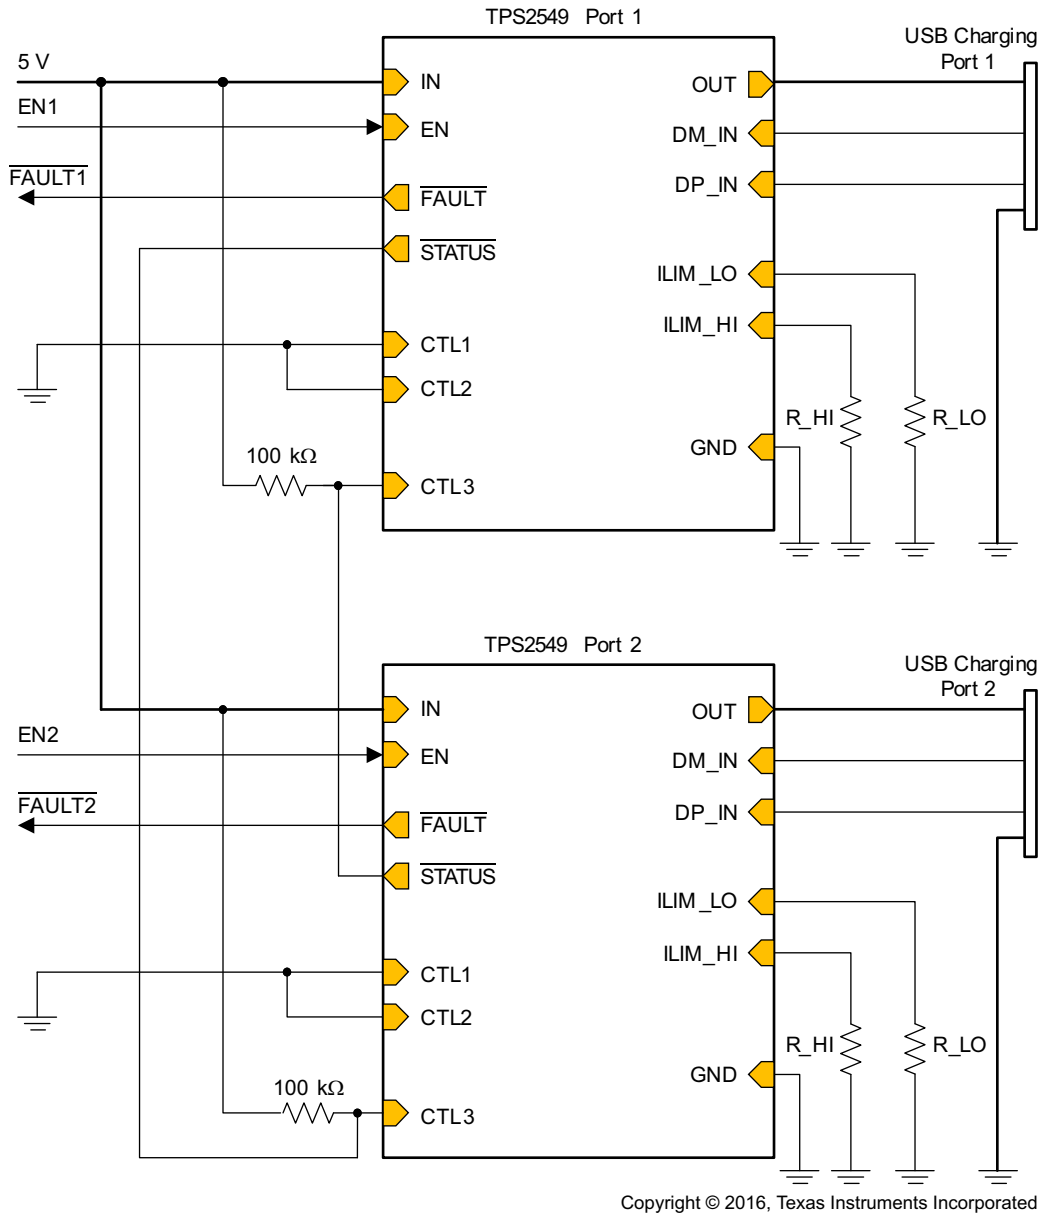 TPS2549 Port 1
USB Charging
Port 1
5 V
IN
OUT
EN1
EN
DM_IN
FAULT1
FAULT
DP_IN
STATUS
ILIM_LO
ILIM_HI
CTL1
CTL2
R_HI
R_LO
GND
100 kΩ
CTL3
TPS2549 Port 2
USB Charging
Port 2
IN
OUT
EN2
EN
DM_IN
FAULT2
FAULT
DP_IN
STATUS
ILIM_LO
ILIM_HI
CTL1
CTL2
R_HI
R_LO
GND
100 kΩ
CTL3
Copyright © 2016, Texas Instruments Incorporated